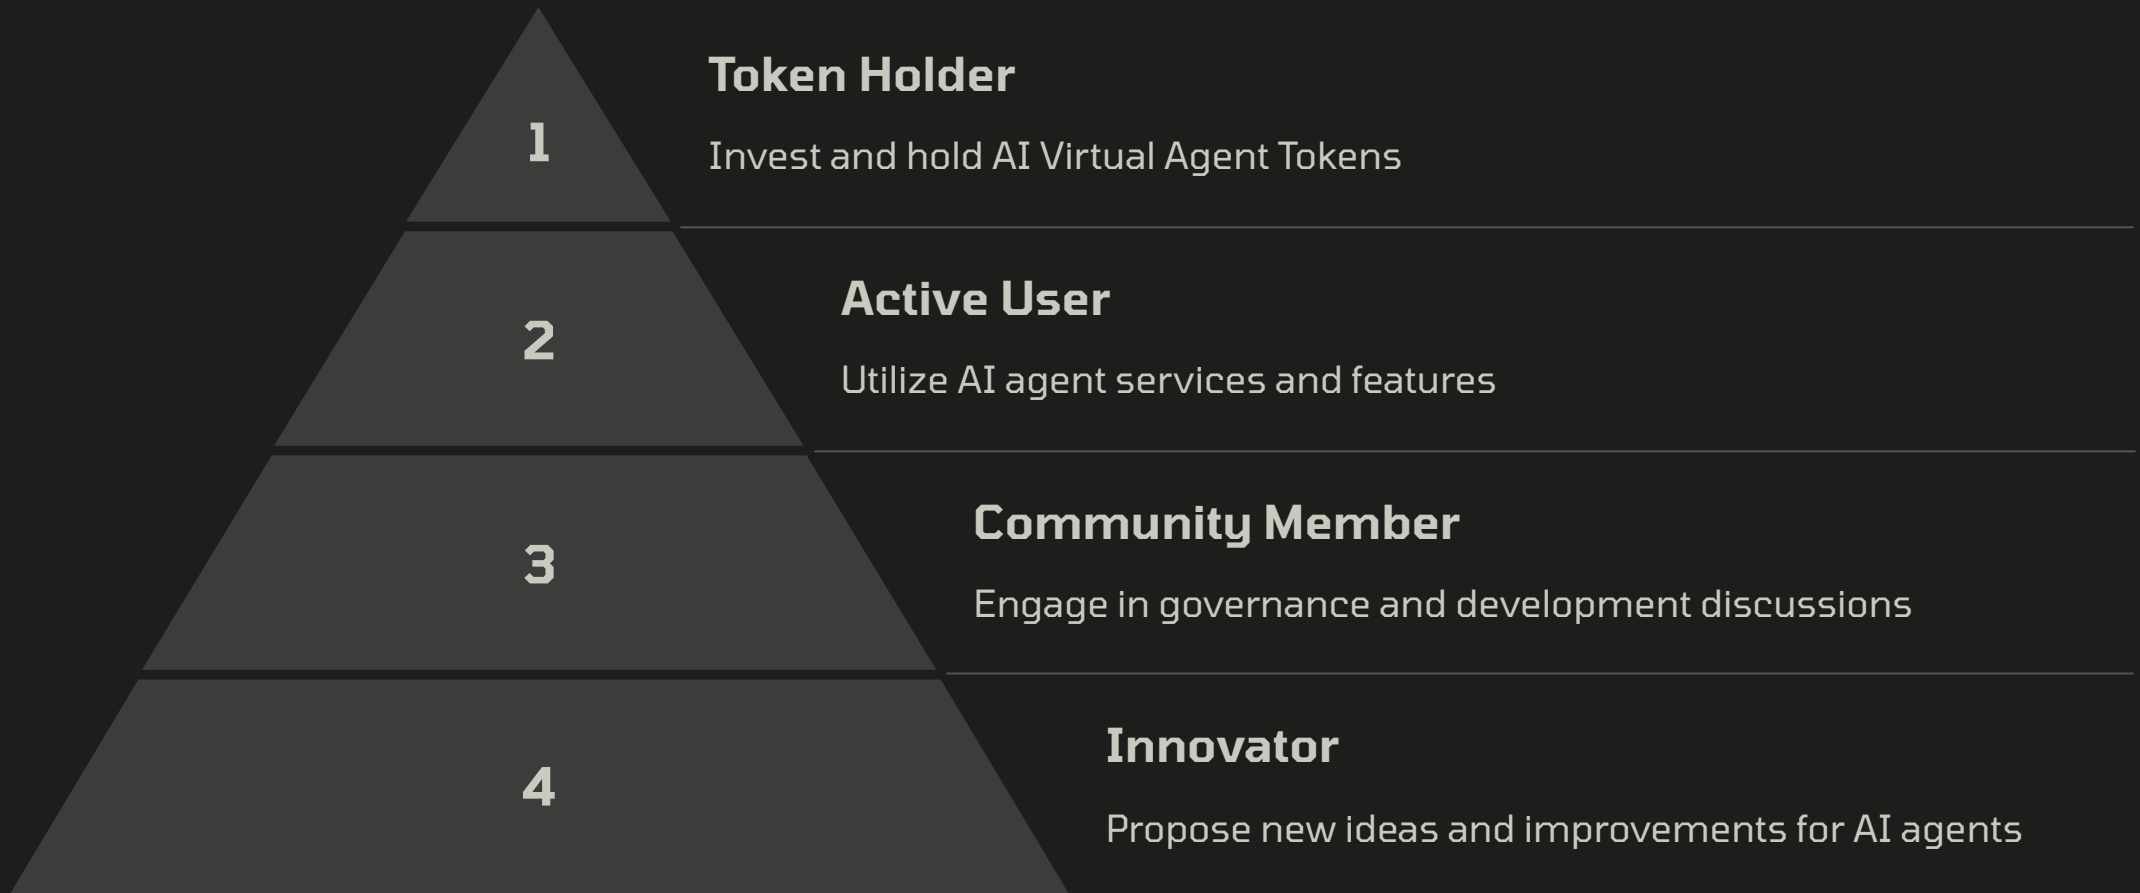 1
Token Holder
Invest and hold AI Virtual Agent Tokens
2
Active User
Utilize AI agent services and features
3
Community Member
Engage in governance and development discussions
4
Innovator
Propose new ideas and improvements for AI agents